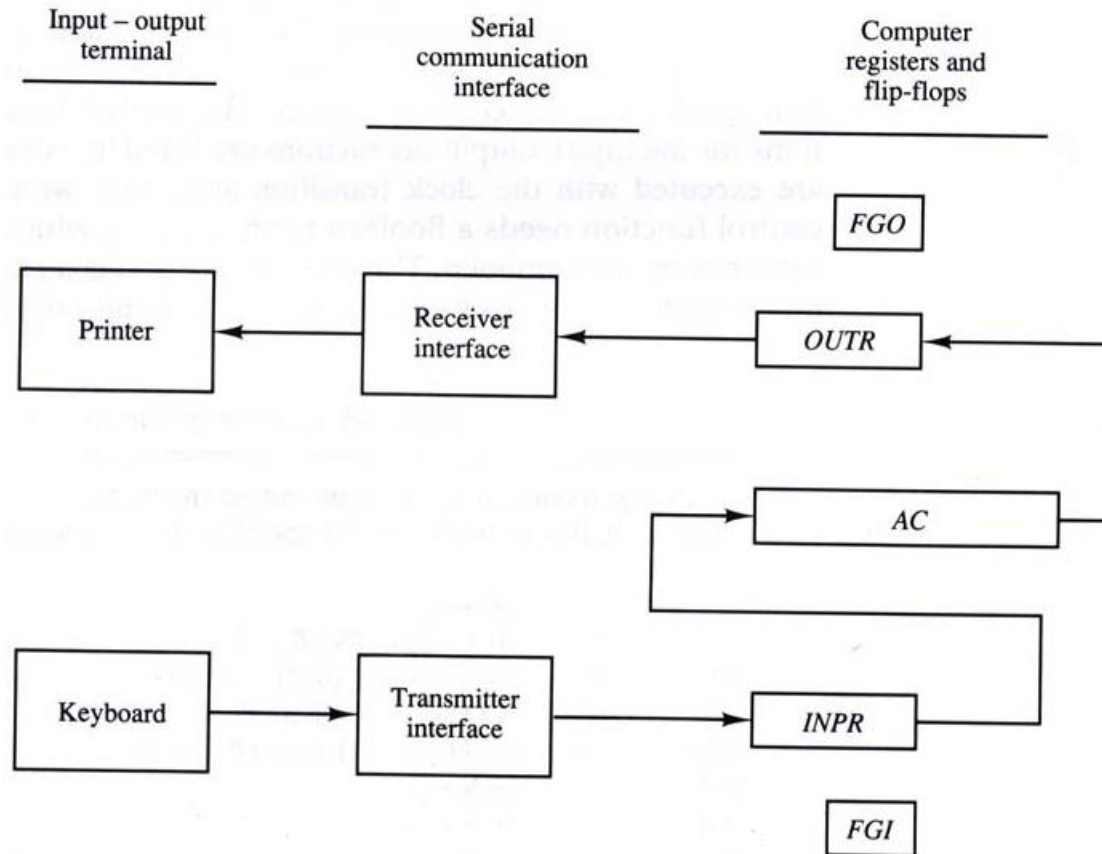 Input – output
terminal
Serial
communication
interface
Computer
registers and
flip-flops
FGO
Printer
Receiver
interface
OUTR
AC
Keyboard
Transmitter
interface
INPR
FGI